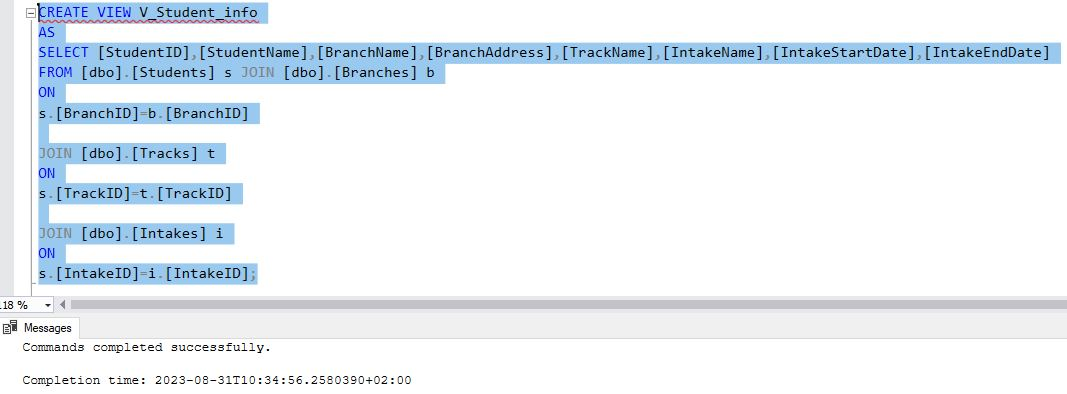 CREATE VIEW V_Student_info
AS
SELECT [StudentID],[StudentName],[BranchName],[BranchAddress],[TrackName],[IntakeName],[IntakeStartDate],[IntakeEndDate]
FROM [dbo].[Students] s JOIN [dbo].[Branches] b
ON
s.[BranchID]=b.[BranchID]
JOIN [dbo].[Tracks] t
ON
s.[TrackID]=t.[TrackID]
JOIN [dbo].[Intakes] i
ON
s.[IntakeID]=i.[IntakeID];
18 %
Messages
Commands completed successfully.
Completion time: 2023-08-31T10:34:56.2580390+02:00